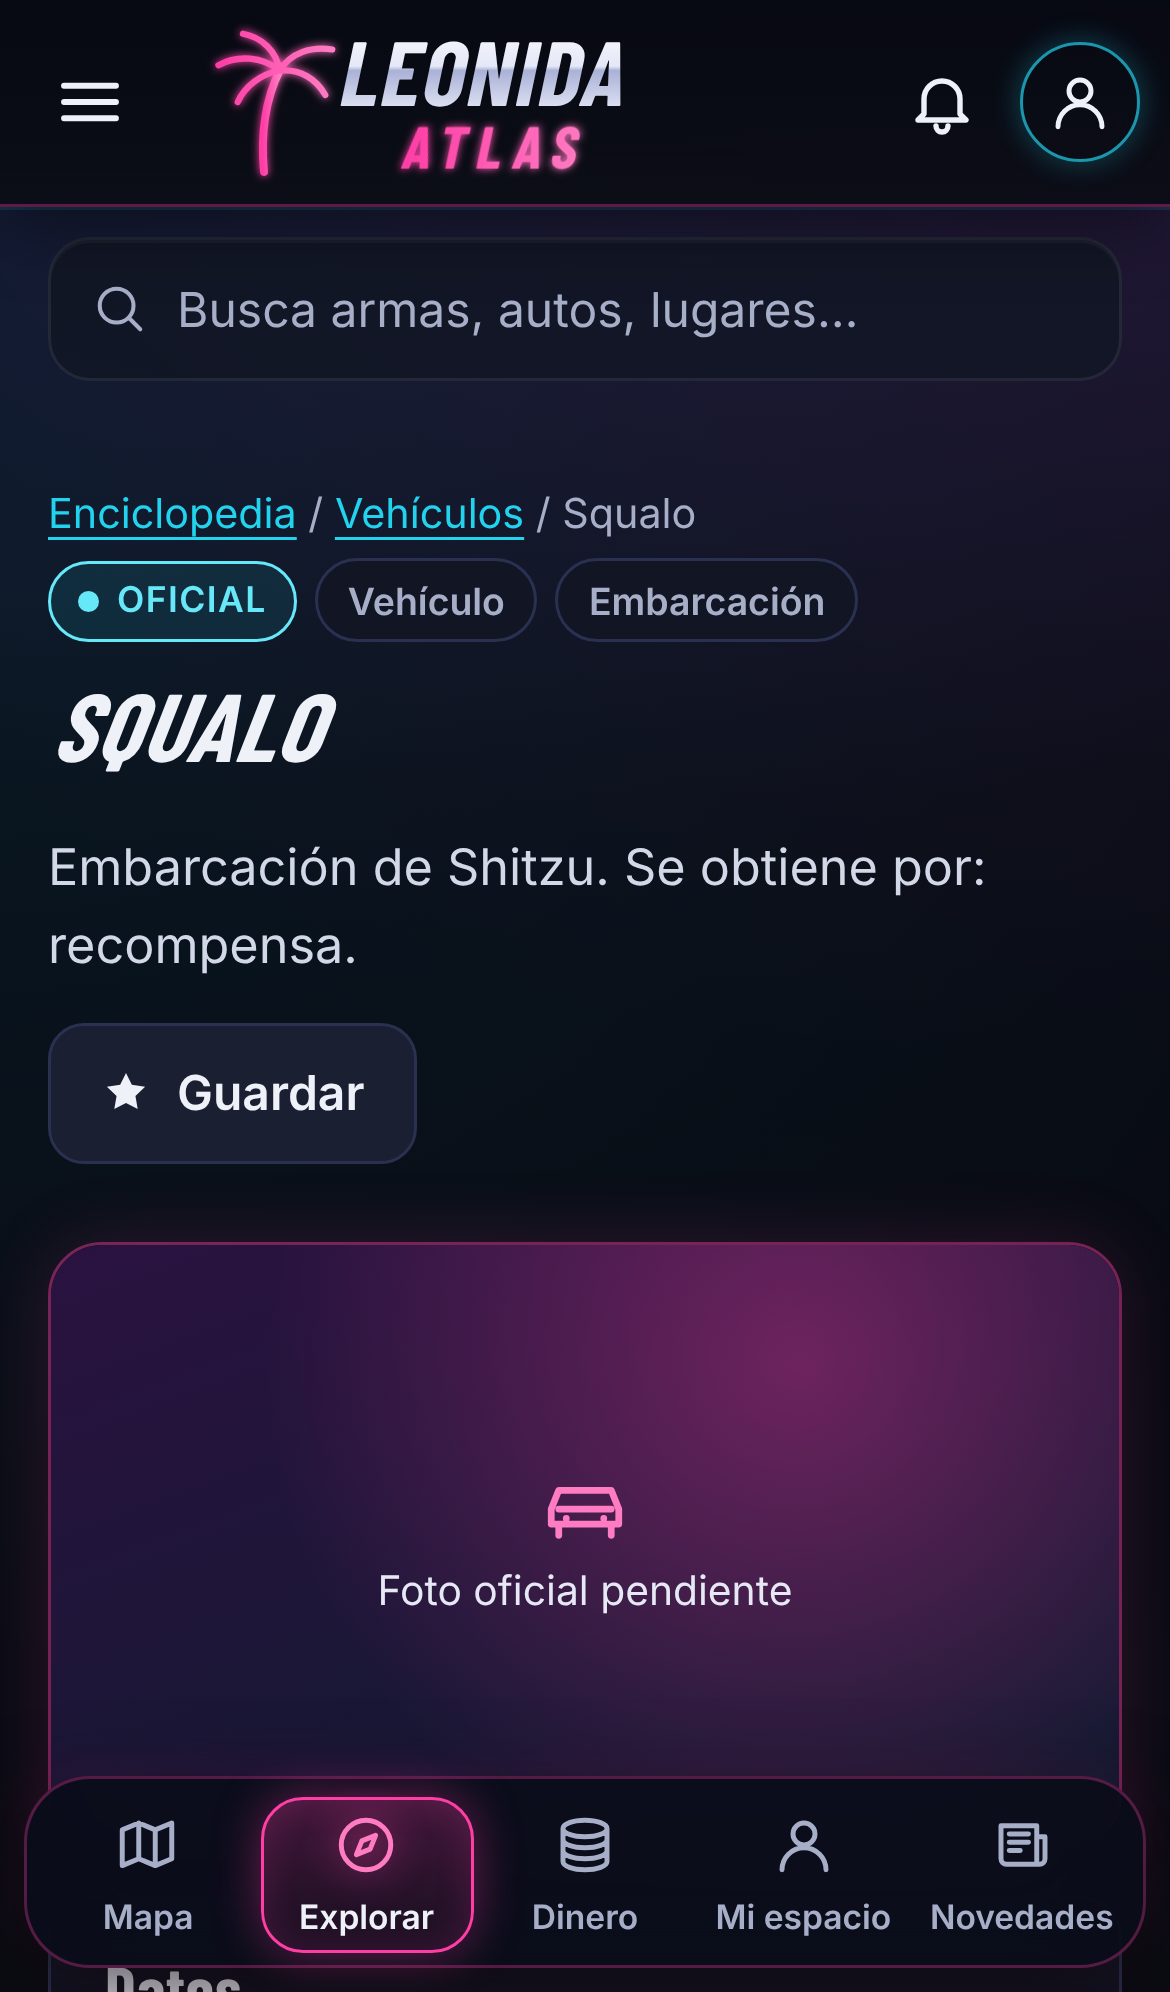 LEONIDA
ATLAS
Busca armas, autos, lugares...
Enciclopedia / Vehículos / Squalo
OFICIAL Vehículo Embarcación
SQUALO
Embarcación de Shitzu. Se obtiene por:
recompensa.
Guardar
Foto oficial pendiente
Mapa Explorar Dinero Mi espacio Novedades
Datos